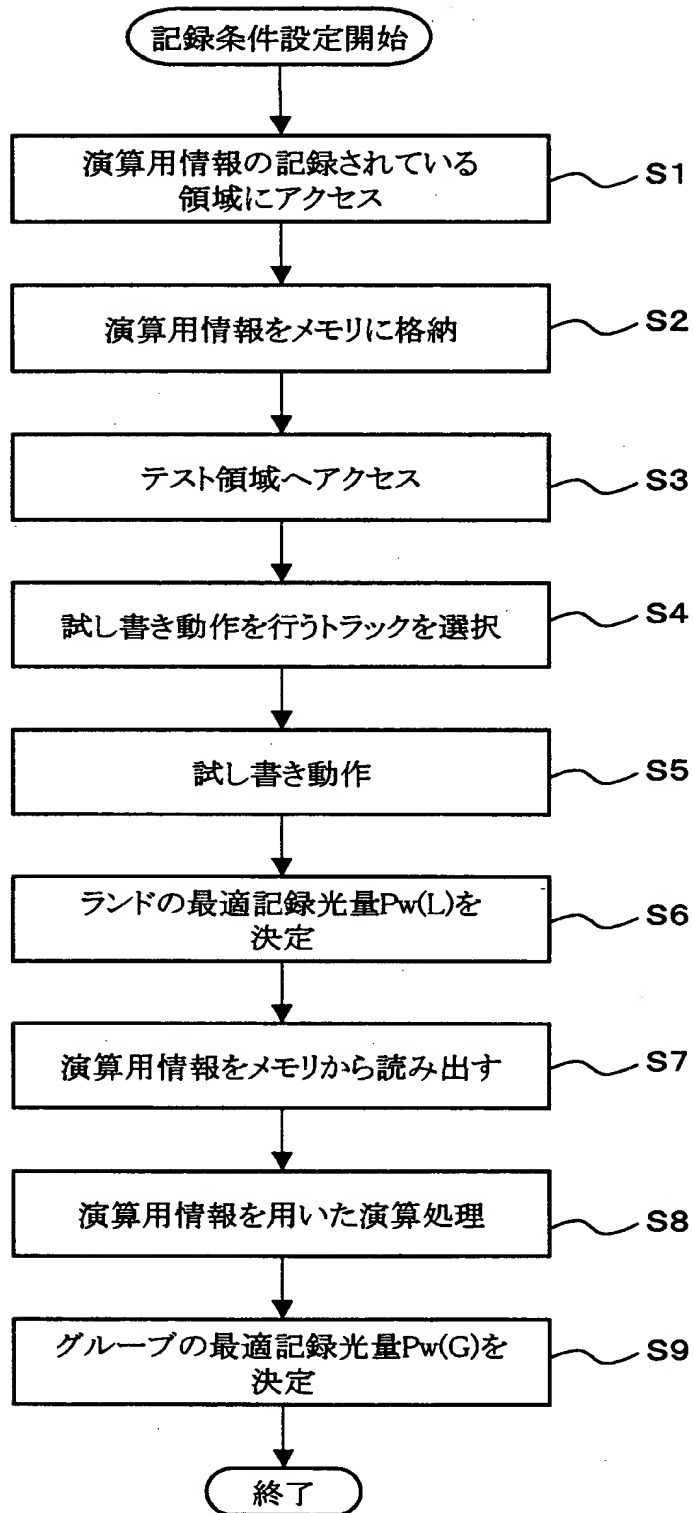 記録条件設定開始
演算用情報の記録されている
領域にアクセス
S1
演算用情報をメモリに格納
S2
テスト領域へアクセス
S3
試し書き動作を行うトラックを選択
S4
試し書き動作
S5
ランドの最適記録光量Pw(L)を
決定
S6
演算用情報をメモリから読み出す
S7
演算用情報を用いた演算処理
S8
グルーブの最適記録光量Pw(G)を
決定
S9
終了